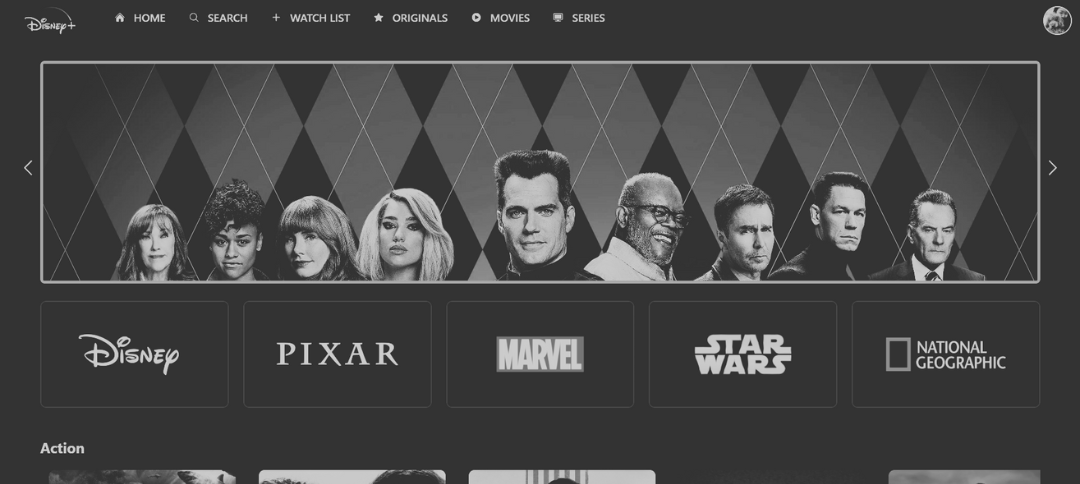 Disney+
HOME
SEARCH
WATCH LIST
ORIGINALS
MOVIES
SERIES
Disney
PIXAR
MARVEL
STAR
WARS
NATIONAL
GEOGRAPHIC
Action